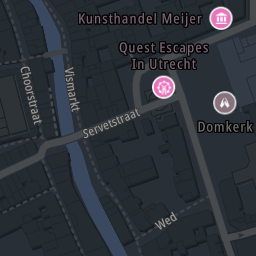 Kunsthandel Meijer
Quest Escapes
In Utrecht
Choorstraat
Vismarkt
Servetstraat
Domkerk
Wed